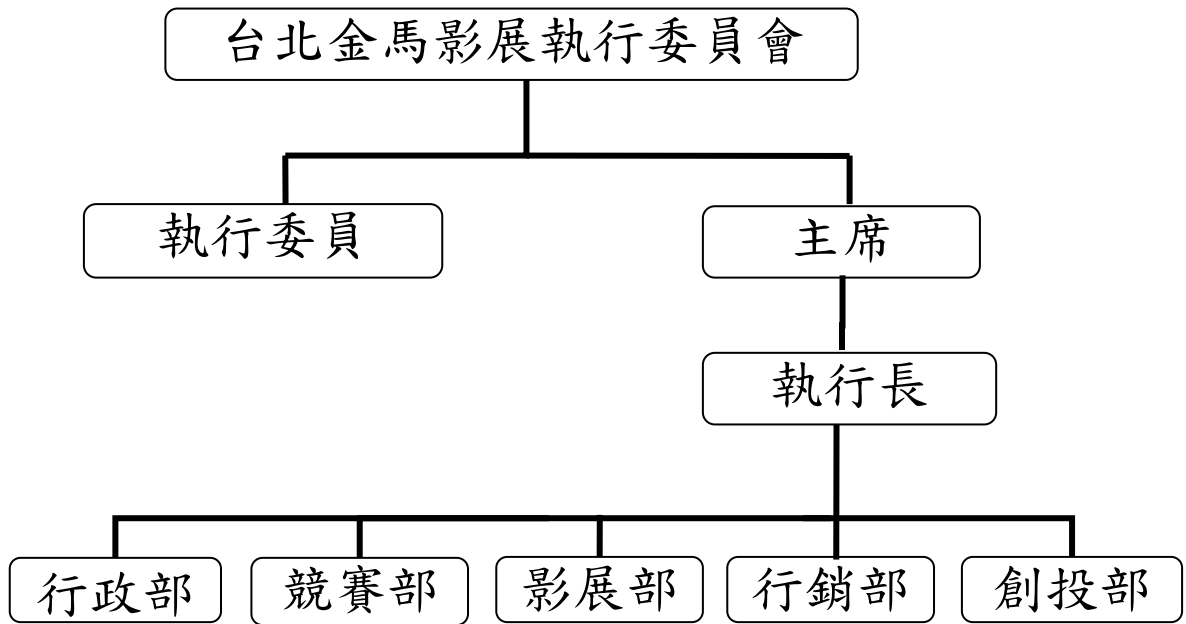 台北金馬影展執行委員會
執行委員
主席
執行長
行政部
競賽部
影展部
行銷部
創投部